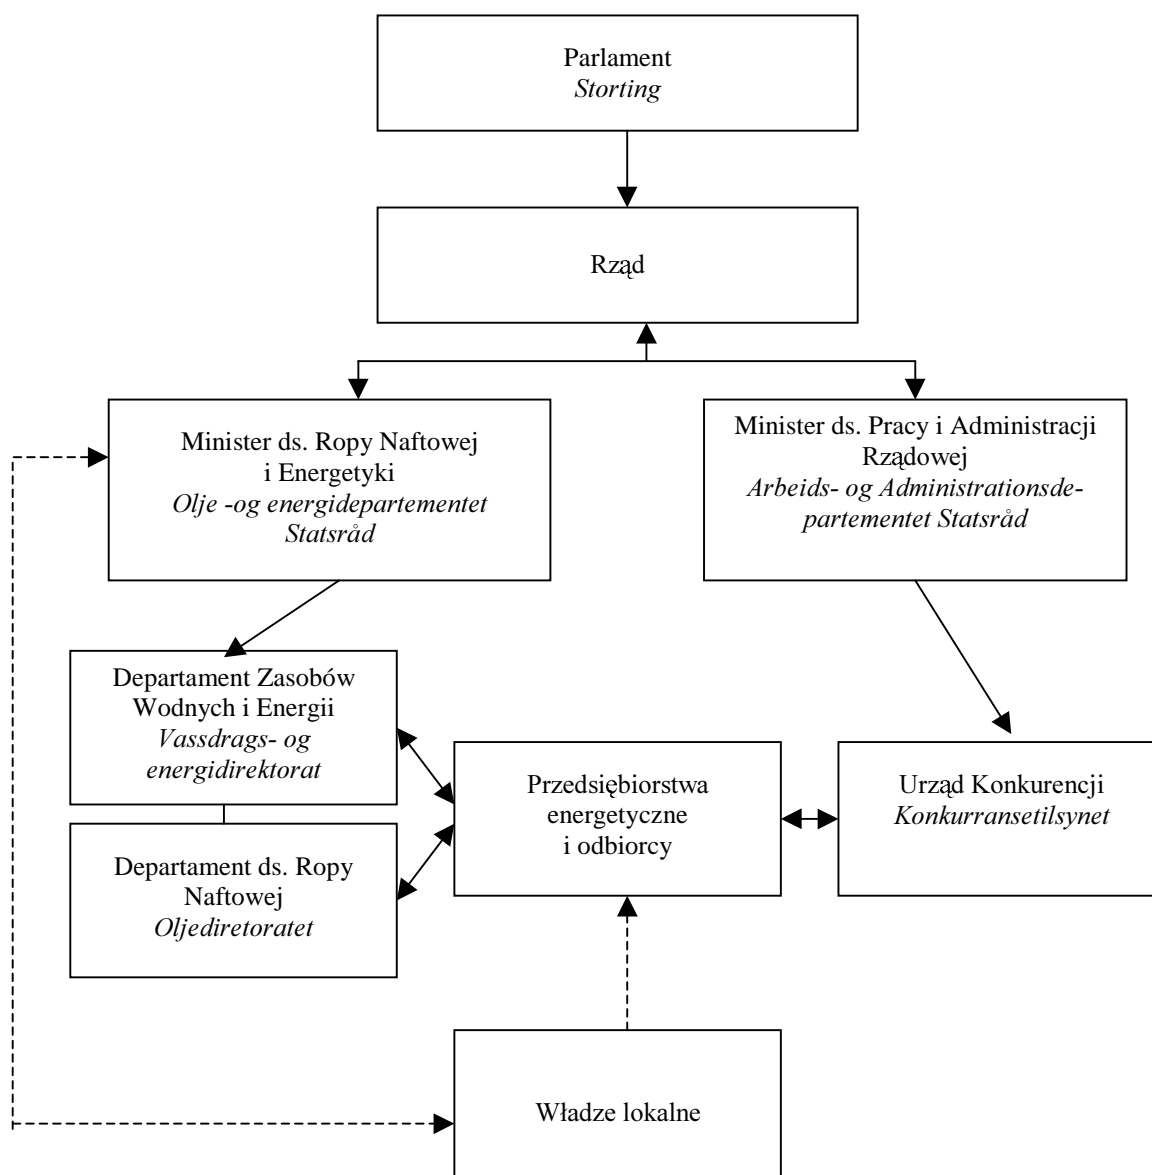 Parlament
Storting
Rząd
Minister ds. Ropy Naftowej
i Energetyki
Olje -og energidepartementet
Statsråd
Minister ds. Pracy i Administracji
Rządowej
Arbeids- og Administrationsde-
partementet Statsråd
Departament Zasobów
Wodnych i Energii
Vassdrags- og
energidirektorat
Departament ds. Ropy
Naftowej
Oljediretoratet
Przedsiębiorstwa
energetyczne
i odbiorcy
Urząd Konkurencji
Konkurransetilsynet
Władze lokalne